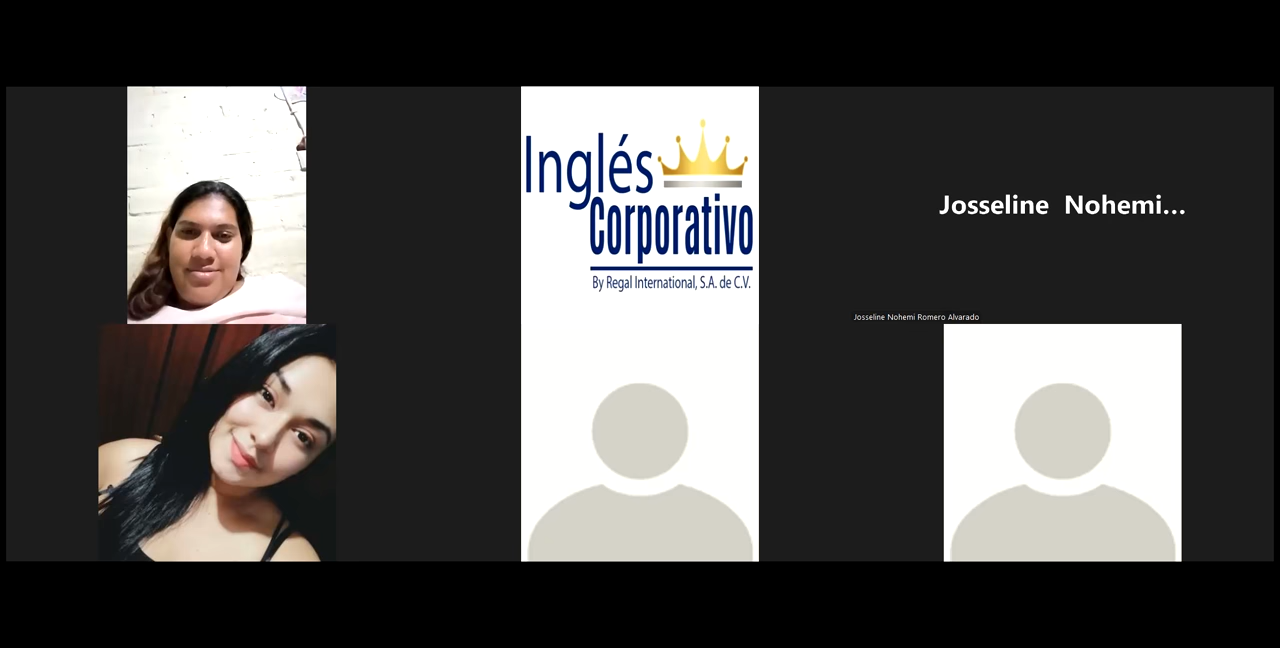 Inglés
Corporativo
By Regal International, S.A. de C.V.
Josseline Nohemi...
Josseline Nohemi Romero Alvarado